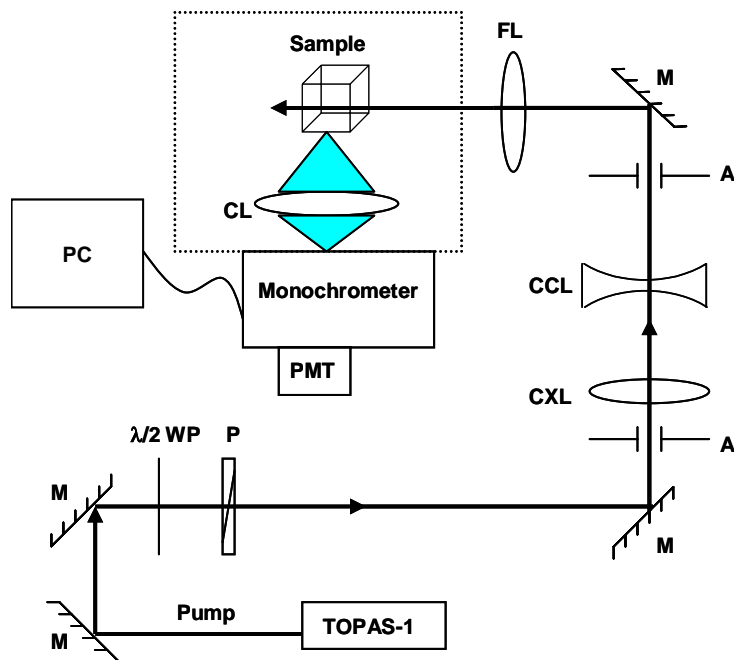 Sample
FL
M
A
CL
PC
CCL
Monochrometer
PMT
CXL
λ/2 WP
P
A
M
M
Pump
TOPAS-1
M